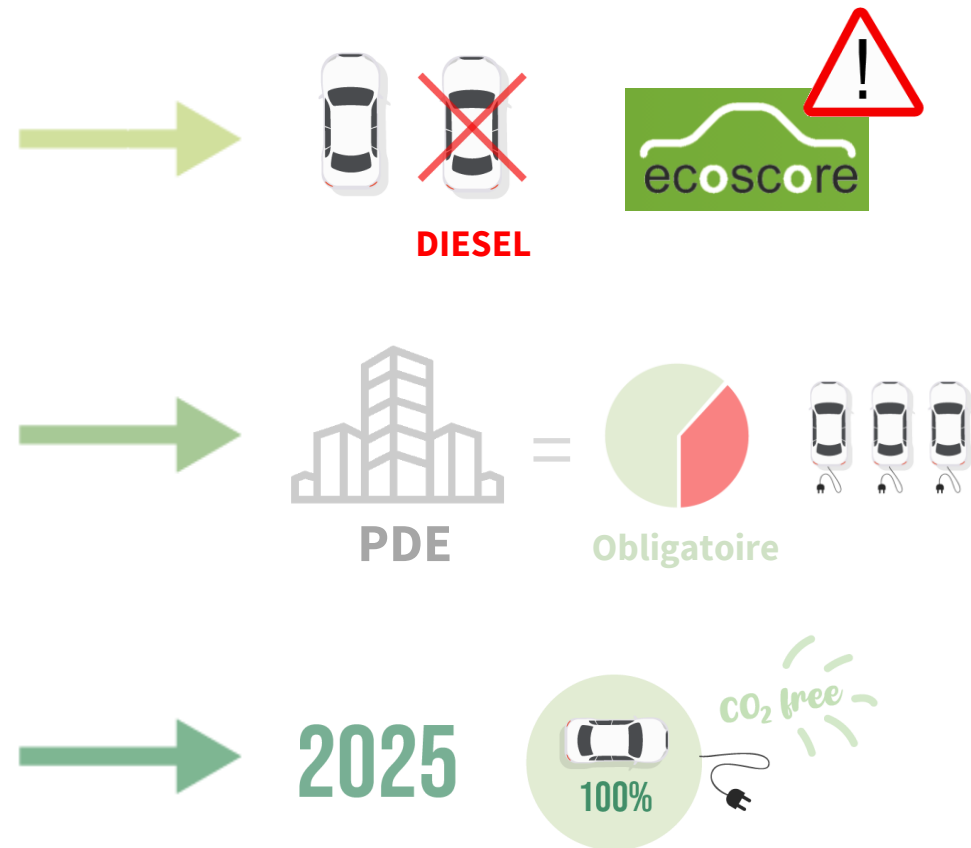 !
ecoscore
DIESEL
=
PDE
Obligatoire
CO₂ free
2025
100%